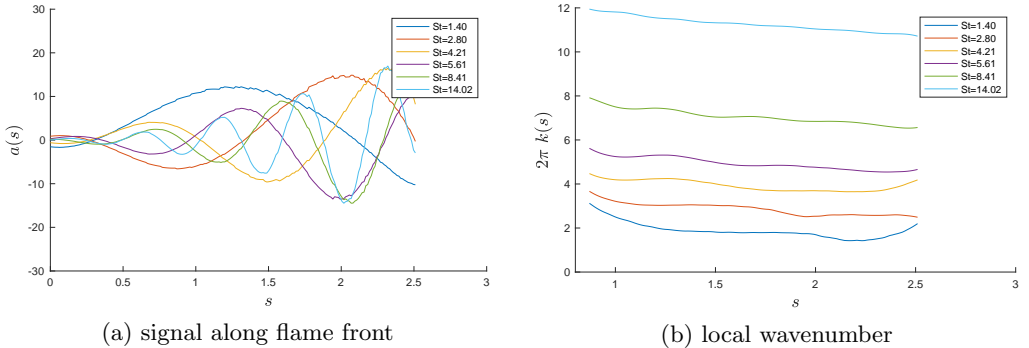 30
20
10
0
-10
-20
-30
0
0.5
1
1.5
2
2.5
3
a(s)
s
St=1.40
St=2.80
St=4.21
St=5.61
St=8.41
St=14.02
(a) signal along flame front
12
10
8
6
4
2
0
1
1.5
2
2.5
3
2π k(s)
s
St=1.40
St=2.80
St=4.21
St=5.61
St=8.41
St=14.02
(b) local wavenumber